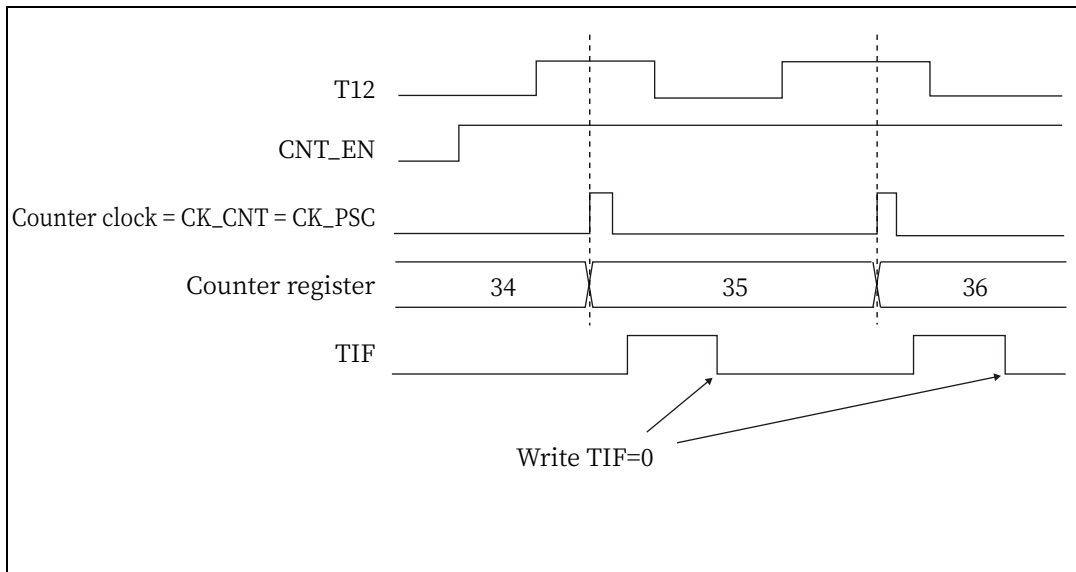 T12
CNT_EN
Counter clock = CK_CNT = CK_PSC
Counter register 34 35 36
TIF
Write TIF=0